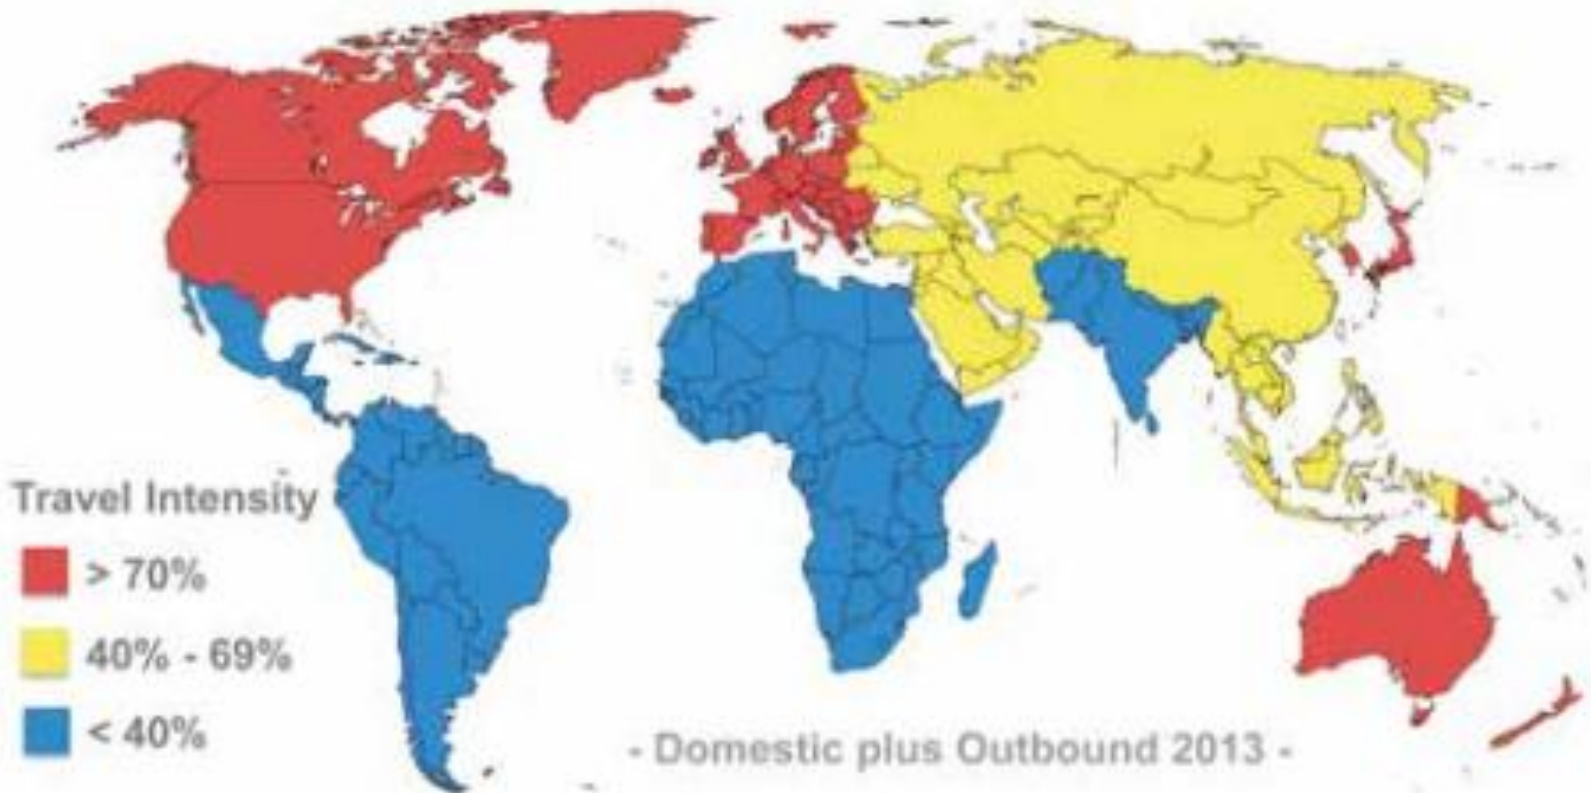 Travel Intensity
> 70%
40% - 69%
< 40%
- Domestic plus Outbound 2013 -